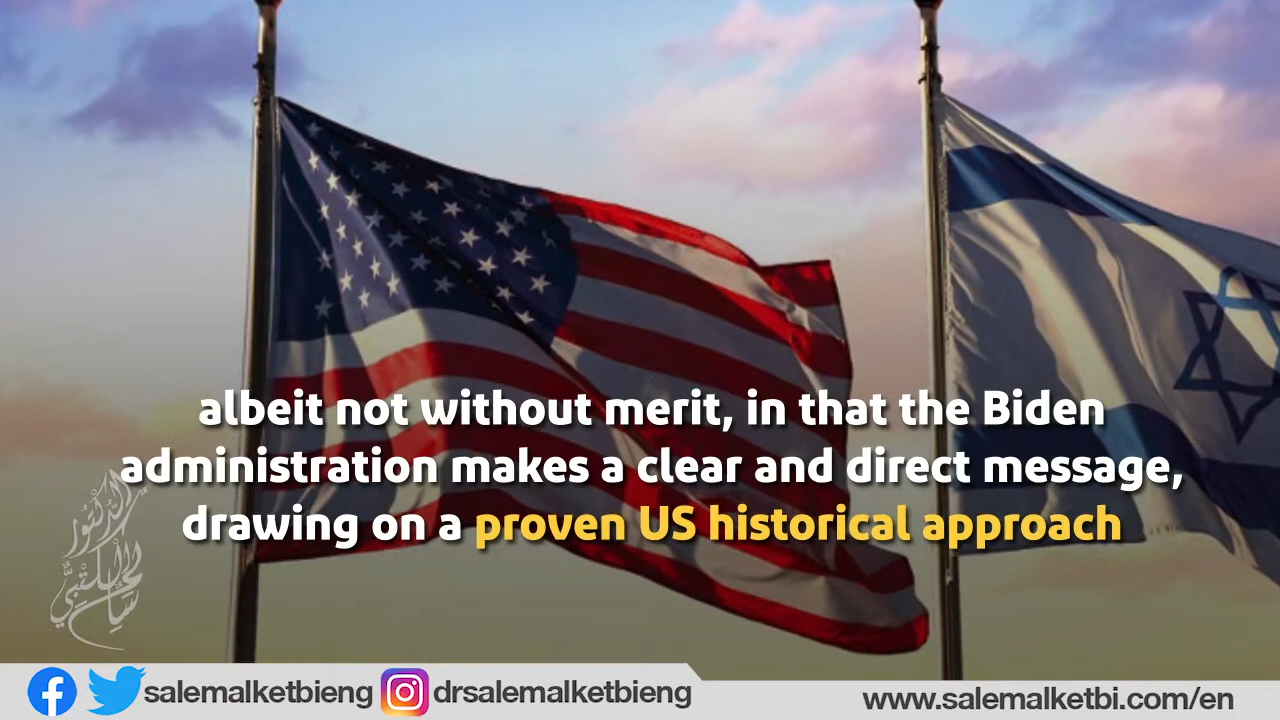 albeit not without merit, in that the Biden
administration makes a clear and direct message,
drawing on a proven US historical approach
salemalketbieng drsalemalketbieng www.salemalketbi.com/en